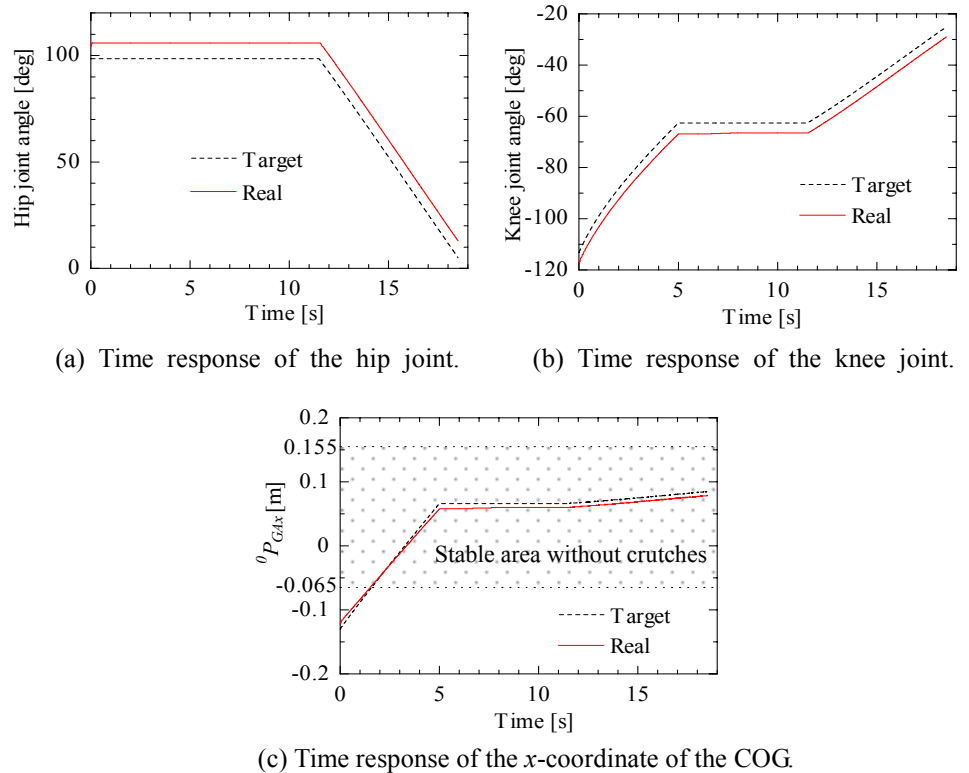 Hip joint angle [deg]
100
50
0
Target
Real
0
5
10
15
Time [s]
(a) Time response of the hip joint.
Knee joint angle [deg]
-20
-40
-60
-80
-100
-120
Target
Real
0
5
10
15
Time [s]
(b) Time response of the knee joint.
⁰P_GAx [m]
0.2
0.155
0.1
0
-0.065
-0.1
-0.2
Stable area without crutches
Target
Real
0
5
10
15
Time [s]
(c) Time response of the x-coordinate of the COG.